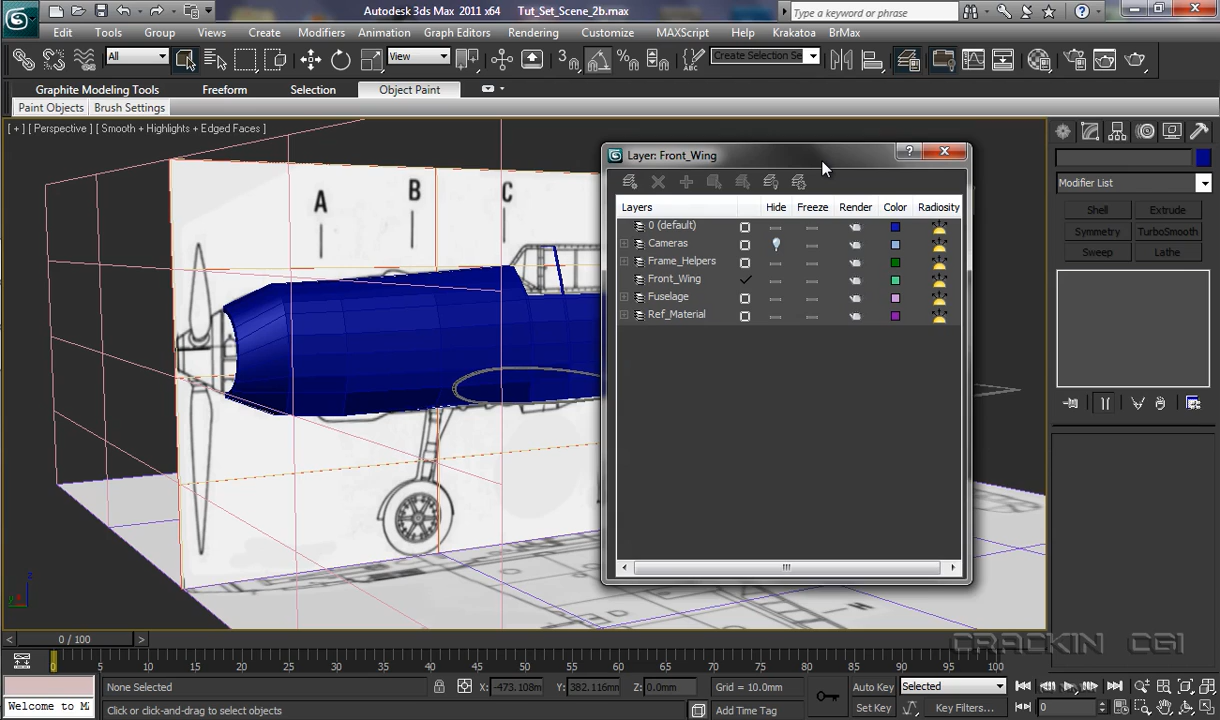 Autodesk 3ds Max 2011 x64 Tut_Set_Scene_2b.max
Type a keyword or phrase
Edit Tools Group Views Create Modifiers Animation Graph Editors Rendering Customize MAXScript Help Krakatoa BrMax
All View 3 Create Selection Se
Graphite Modeling Tools Freeform Selection Object Paint
Paint Objects Brush Settings
[ + ] [ Perspective ] [ Smooth + Highlights + Edged Faces ]
A B C
Layer: Front_Wing
Layers Hide Freeze Render Color Radiosity
0 (default)
Cameras
Frame_Helpers
Front_Wing
Fuselage
Ref_Material
Modifier List
Shell Extrude
Symmetry TurboSmooth
Sweep Lathe
H
z
CRACKIN CGI
0 / 100
0 5 10 15 20 25 30 35 40 45 50 55 60 65 70 75 80 85 90 95 100
None Selected X: -473.108m Y: 382.116m Z: 0.0mm Grid = 10.0mm Auto Key Selected
Welcome to MA Click or click-and-drag to select objects Add Time Tag Set Key Key Filters... 0